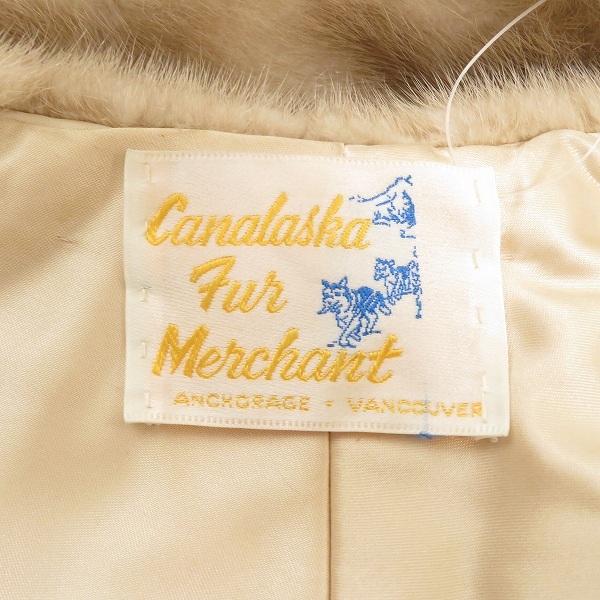 Canalaska
Fur
Merchant
ANCHORAGE - VANCOUVER